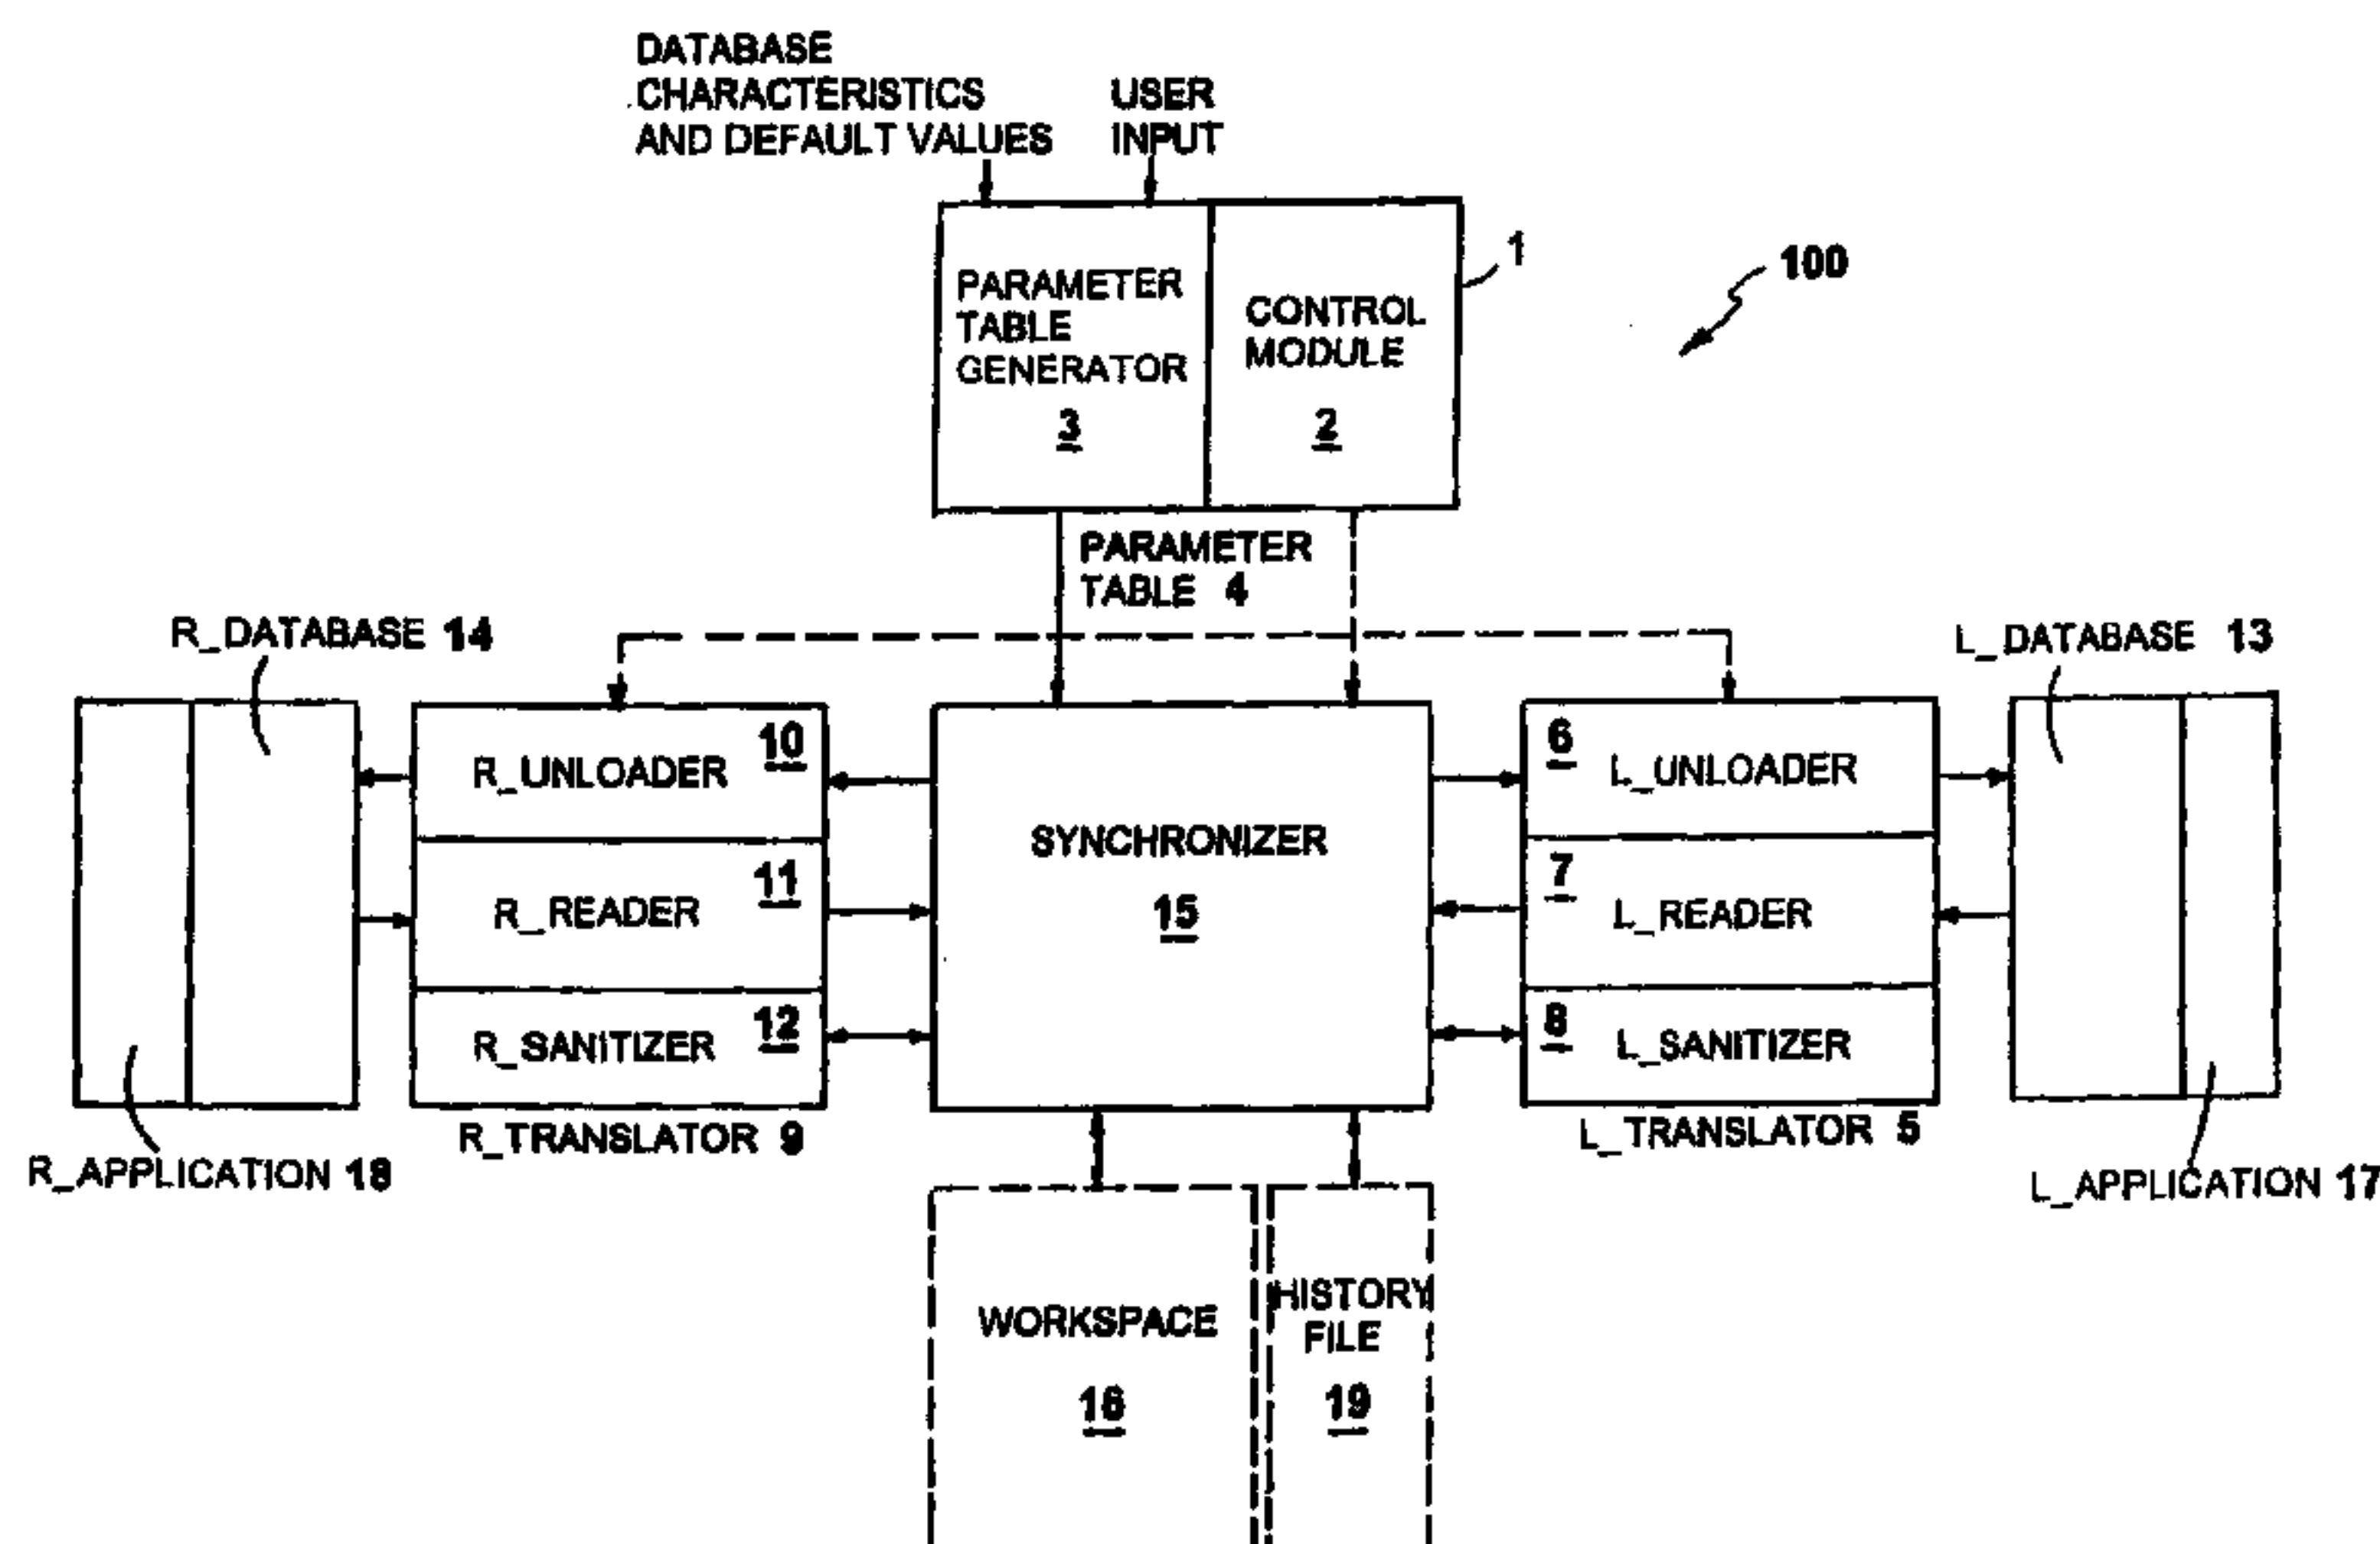 DATABASE
CHARACTERISTICS
AND DEFAULT VALUES
USER
INPUT
PARAMETER
TABLE
GENERATOR
3
CONTROL
MODULE
2
1
100
PARAMETER
TABLE 4
R_DATABASE 14
L_DATABASE 13
R_UNLOADER 10
R_READER 11
R_SANITIZER 12
SYNCHRONIZER
15
6 L_UNLOADER
7 L_READER
8 L_SANITIZER
R_TRANSLATOR 9
L_TRANSLATOR 5
R_APPLICATION 18
L_APPLICATION 17
WORKSPACE
16
HISTORY
FILE
19